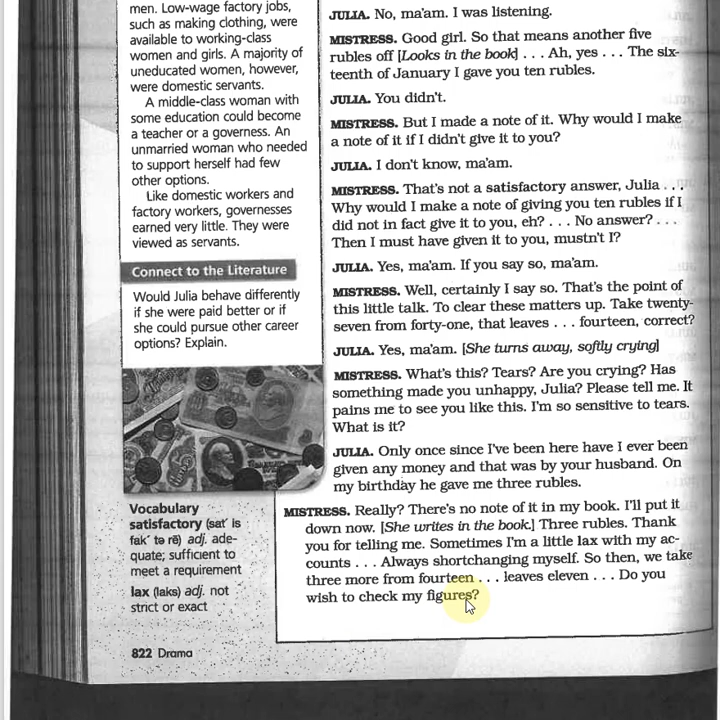 men. Low-wage factory jobs,
such as making clothing, were
available to working-class
women and girls. A majority of
uneducated women, however,
were domestic servants.
A middle-class woman with
some education could become
a teacher or a governess. An
unmarried woman who needed
to support herself had few
other options.
Like domestic workers and
factory workers, governesses
earned very little. They were
viewed as servants.
Connect to the Literature
Would Julia behave differently
if she were paid better or if
she could pursue other career
options? Explain.
Vocabulary
satisfactory (sat′ is
fak′ tə rē) adj. ade-
quate; sufficient to
meet a requirement
lax (laks) adj. not
strict or exact
JULIA. No, ma'am. I was listening.
MISTRESS. Good girl. So that means another five
rubles off [Looks in the book] . . . Ah, yes . . . The six-
teenth of January I gave you ten rubles.
JULIA. You didn't.
MISTRESS. But I made a note of it. Why would I make
a note of it if I didn't give it to you?
JULIA. I don't know, ma'am.
MISTRESS. That's not a satisfactory answer, Julia . . .
Why would I make a note of giving you ten rubles if I
did not in fact give it to you, eh? . . . No answer? . . .
Then I must have given it to you, mustn't I?
JULIA. Yes, ma'am. If you say so, ma'am.
MISTRESS. Well, certainly I say so. That's the point of
this little talk. To clear these matters up. Take twenty-
seven from forty-one, that leaves . . . fourteen, correct?
JULIA. Yes, ma'am. [She turns away, softly crying]
MISTRESS. What's this? Tears? Are you crying? Has
something made you unhappy, Julia? Please tell me. It
pains me to see you like this. I'm so sensitive to tears.
What is it?
JULIA. Only once since I've been here have I ever been
given any money and that was by your husband. On
my birthday he gave me three rubles.
MISTRESS. Really? There's no note of it in my book. I'll put it
down now. [She writes in the book.] Three rubles. Thank
you for telling me. Sometimes I'm a little lax with my ac-
counts . . . Always shortchanging myself. So then, we take
three more from fourteen . . . leaves eleven . . . Do you
wish to check my figures?
822 Drama